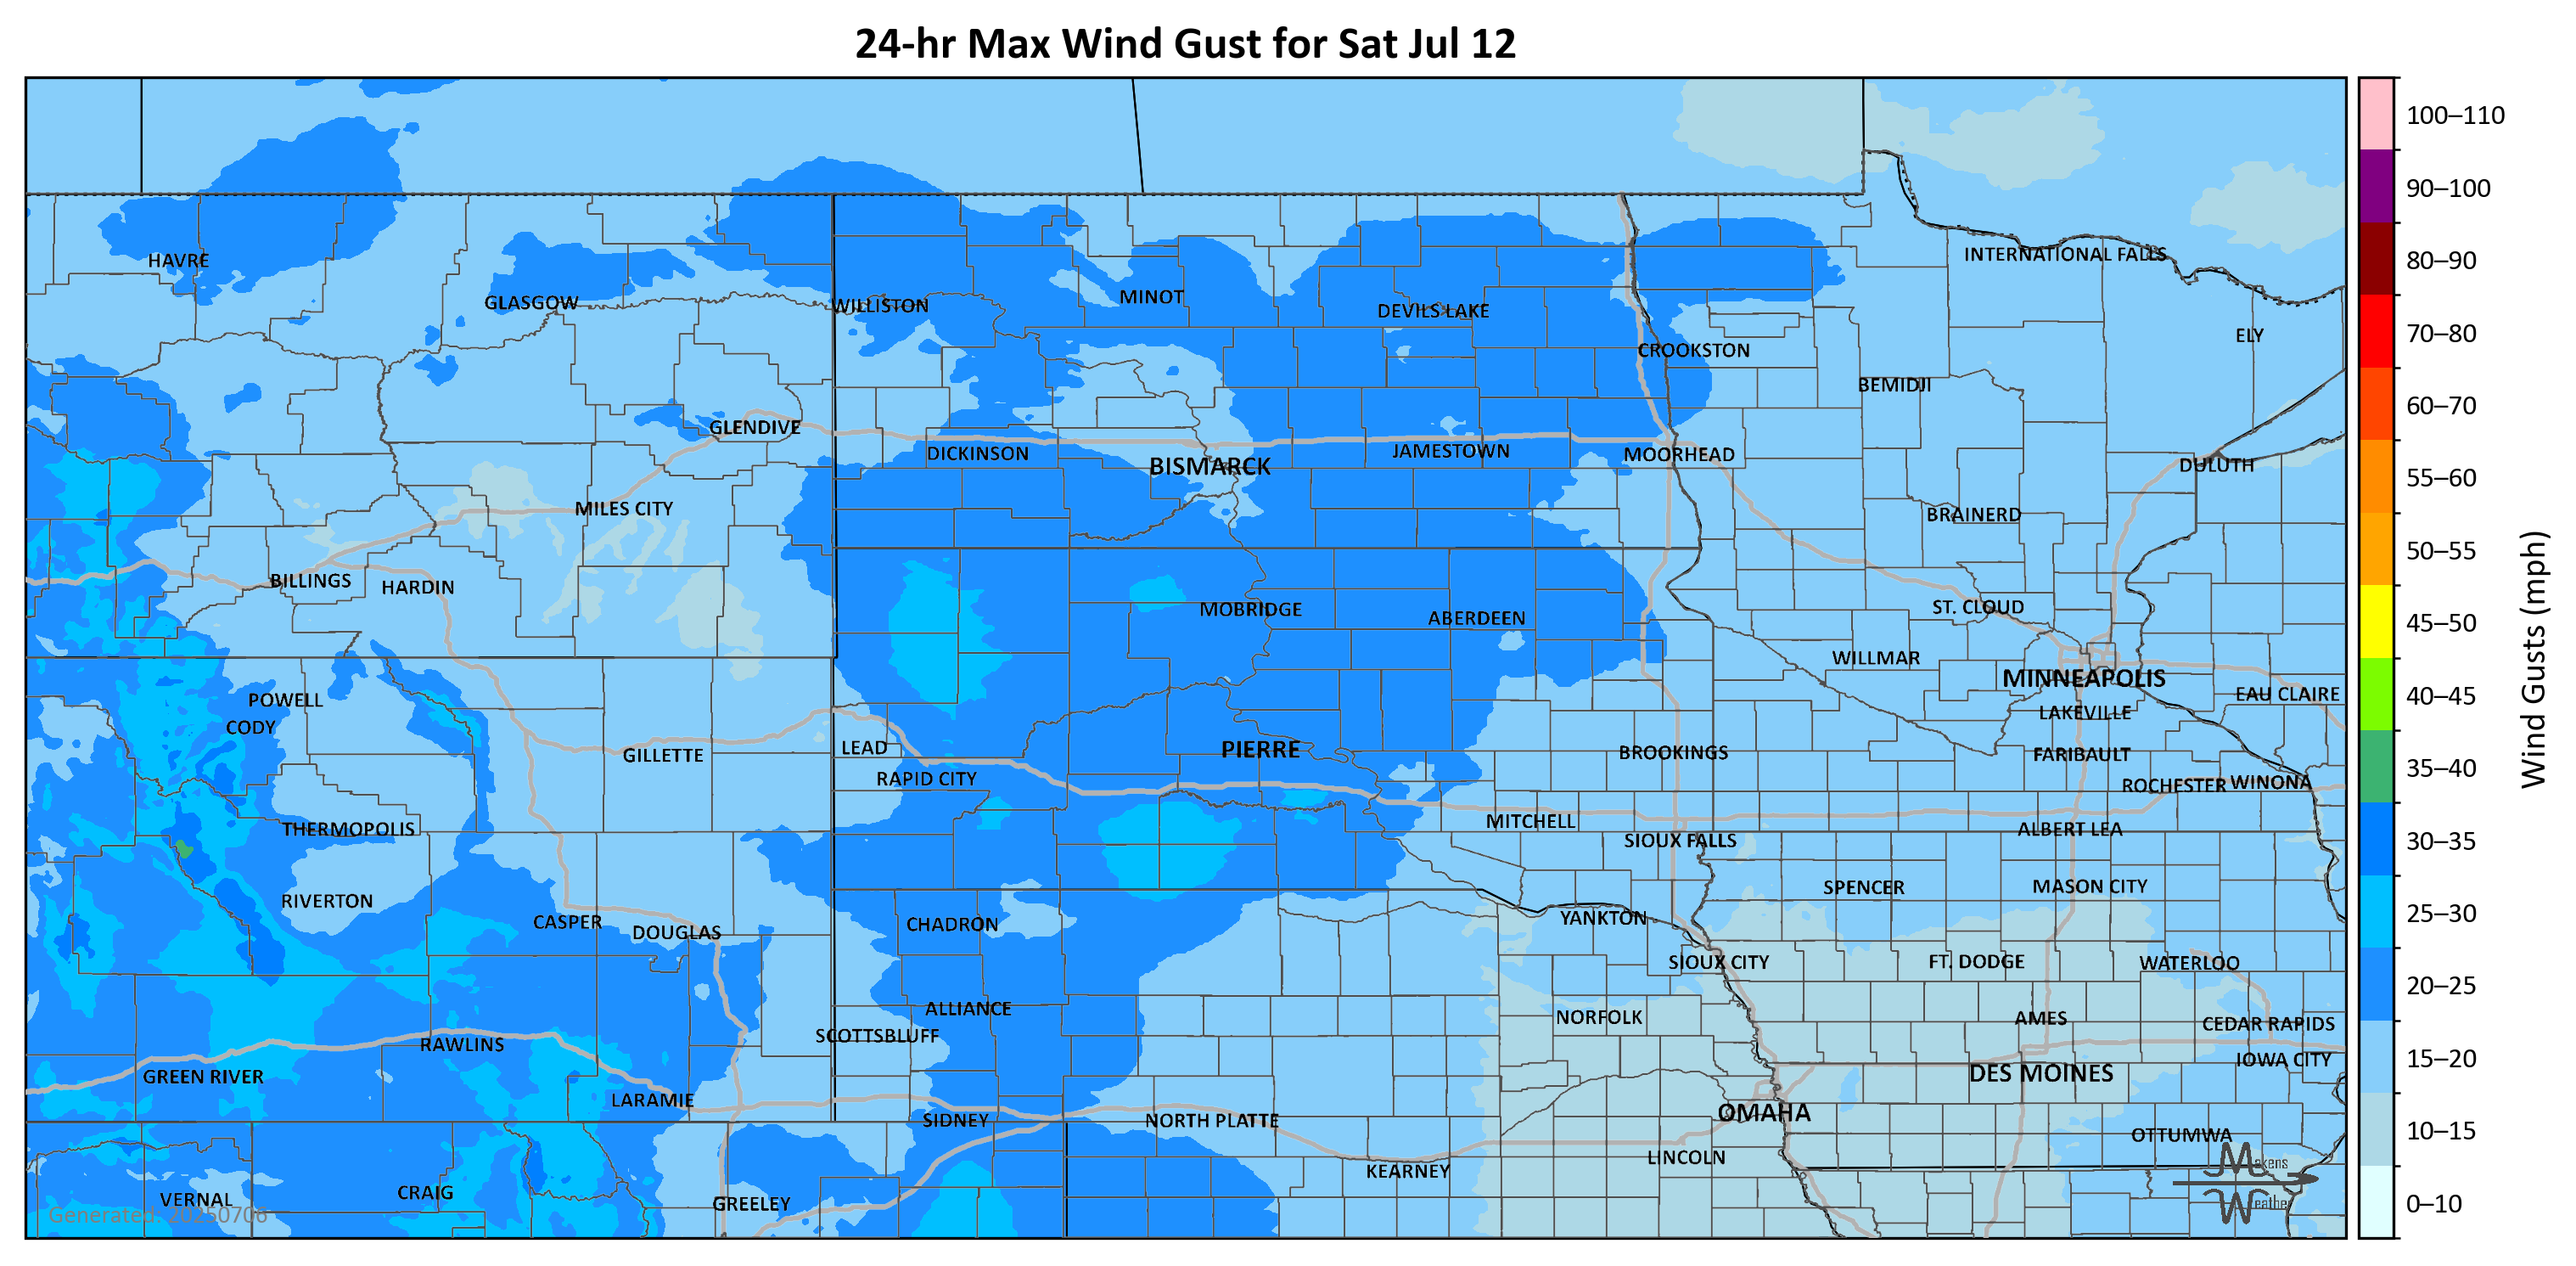 24-hr Max Wind Gust for Sat Jul 12
INTERNATIONAL FALLS
HAVRE
GLASGOW
WILLISTON
MINOT
DEVILS LAKE
ELY
CROOKSTON
BEMIDJI
GLENDIVE
DICKINSON
BISMARCK
JAMESTOWN
MOORHEAD
DULUTH
MILES CITY
BRAINERD
BILLINGS
HARDIN
MOBRIDGE
ABERDEEN
ST. CLOUD
WILLMAR
MINNEAPOLIS
EAU CLAIRE
POWELL
CODY
LAKEVILLE
GILLETTE
LEAD
PIERRE
BROOKINGS
FARIBAULT
RAPID CITY
ROCHESTER
WINONA
THERMOPOLIS
MITCHELL
SIOUX FALLS
ALBERT LEA
RIVERTON
SPENCER
MASON CITY
CASPER
DOUGLAS
CHADRON
YANKTON
SIOUX CITY
FT. DODGE
WATERLOO
ALLIANCE
NORFOLK
AMES
CEDAR RAPIDS
SCOTTSBLUFF
RAWLINS
IOWA CITY
GREEN RIVER
DES MOINES
LARAMIE
SIDNEY
NORTH PLATTE
OMAHA
OTTUMWA
KEARNEY
LINCOLN
VERNAL
CRAIG
GREELEY
Generated: 20250706
Makens
Weather
100–110
90–100
80–90
70–80
60–70
55–60
50–55
45–50
40–45
35–40
30–35
25–30
20–25
15–20
10–15
0–10
Wind Gusts (mph)